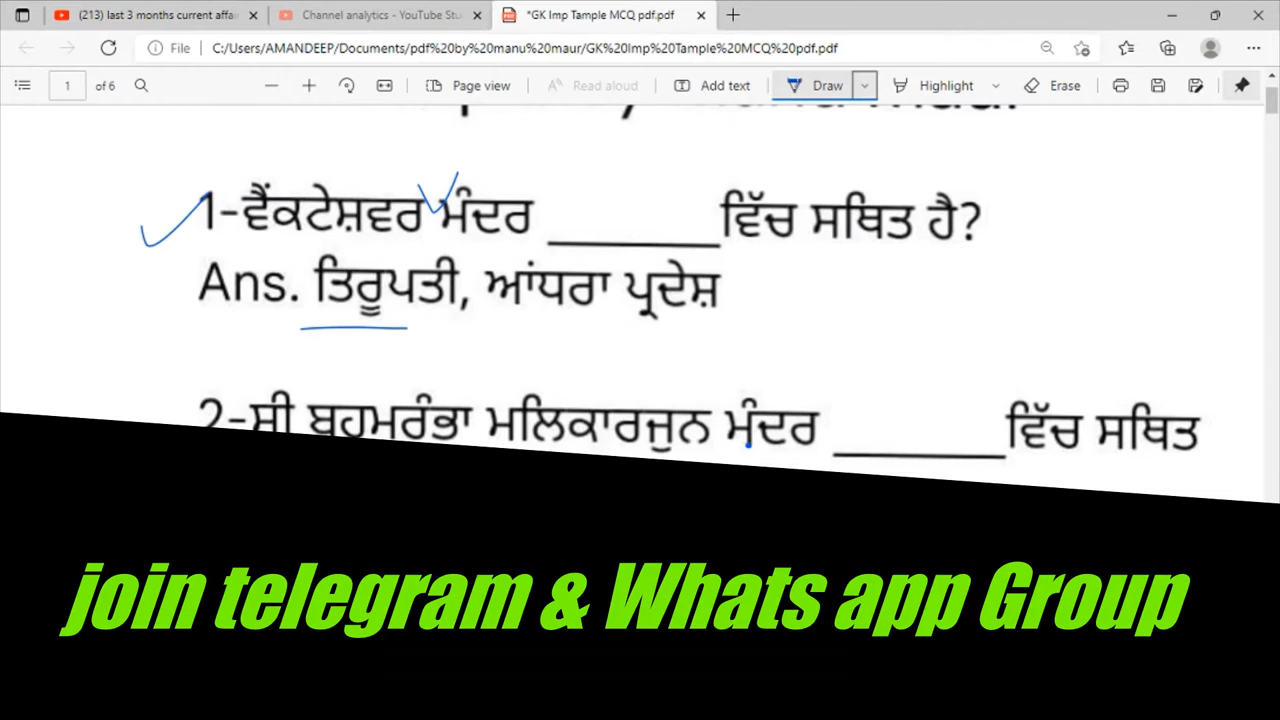 (213) last 3 months current affai
Channel analytics - YouTube Stu
*GK Imp Tample MCQ pdf.pdf
File
C:/Users/AMANDEEP/Documents/pdf%20by%20manu%20maur/GK%20Imp%20Tample%20MCQ%20pdf.pdf
1 of 6
Page view
Read aloud
Add text
Draw
Highlight
Erase
1-ਵੈਂਕਟੇਸ਼ਵਰ ਮੰਦਰ ________ਵਿੱਚ ਸਥਿਤ ਹੈ?
Ans. ਤਿਰੂਪਤੀ, ਆਂਧਰਾ ਪ੍ਰਦੇਸ਼
2-ਸ਼੍ਰੀ ਬ੍ਰਹਮਰੰਭਾ ਮਲਿਕਾਰਜੁਨ ਮੰਦਰ ________ਵਿੱਚ ਸਥਿਤ
join telegram & Whats app Group